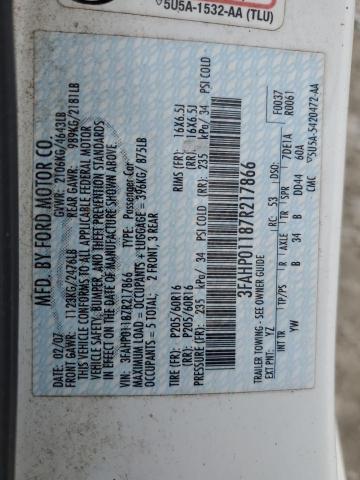 5U5A-1532-AA (TLU)
MFD. BY FORD MOTOR CO.
02/07 GVWR: 2106KG/4643LB
FRONT GAWR: 1123KG/2476LB REAR GAWR: 989KG/2181LB
THIS VEHICLE CONFORMS TO ALL APPLICABLE FEDERAL MOTOR
VEHICLE SAFETY, BUMPER, AND THEFT PREVENTION STANDARDS
IN EFFECT ON THE DATE OF MANUFACTURE SHOWN ABOVE.
VIN: 3FAHP01187R217866 TYPE: Passenger Car
MAXIMUM LOAD = OCCUPANTS + LUGGAGE = 396KG/875LB
OCCUPANTS = 5 TOTAL: 2 FRONT, 3 REAR
TIRE (FR): P205/60R16 RIMS (FR): 16X6.5J
(RR): P205/60R16 (RR): 16X6.5J
PRESSURE (FR): 235 kPa/ 34 PSI COLD (RR): 235 kPa/ 34 PSI COLD
3FAHP01187R217866
F0037
R0061
TRAILER TOWING - SEE OWNER GUIDE
EXT PNT: YZ RC: 53 DSO:
INT TR TP/PS R AXLE TR SPR 7DE1A
YW B 34 B DD44 60A
CMC 5U5A-5420472-AA